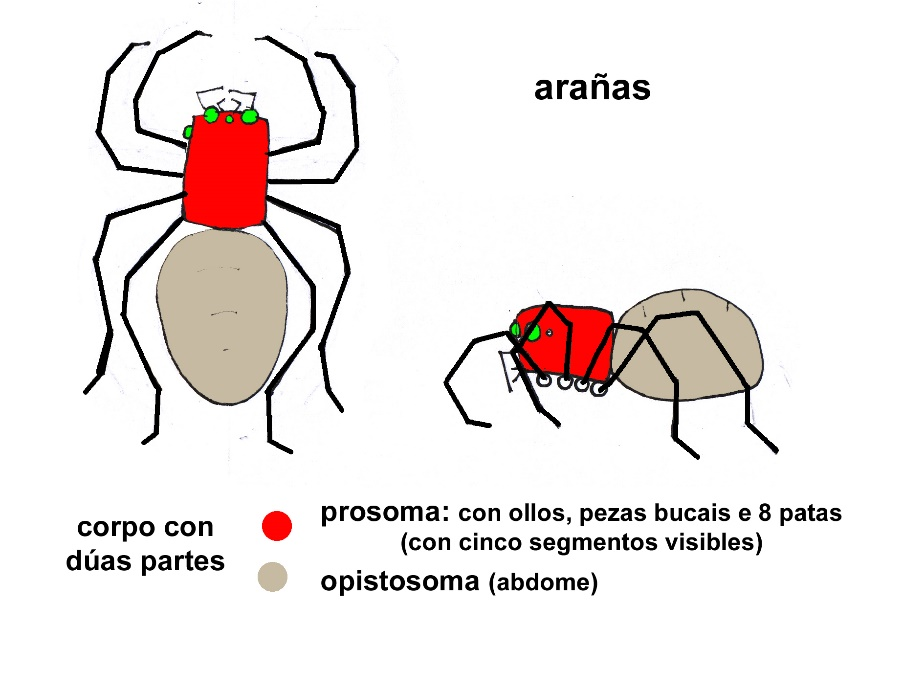 arañas
corpo con
dúas partes
prosoma: con ollos, pezas bucais e 8 patas
(con cinco segmentos visibles)
opistosoma (abdome)